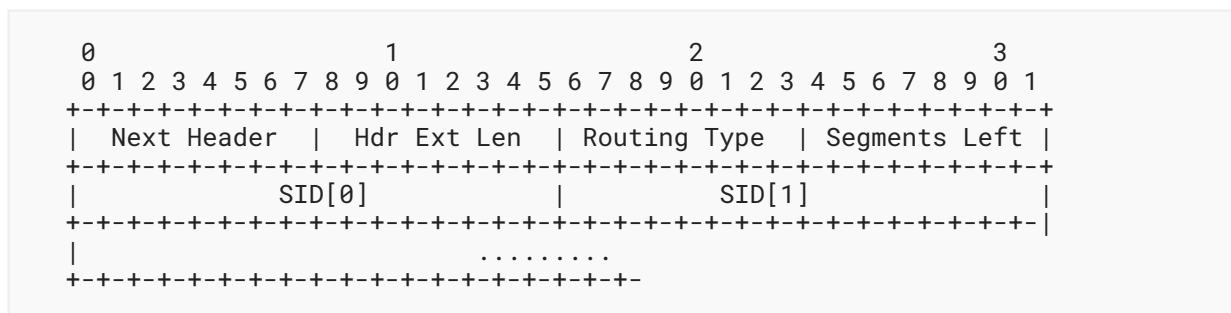 0                   1                   2                   3
 0 1 2 3 4 5 6 7 8 9 0 1 2 3 4 5 6 7 8 9 0 1 2 3 4 5 6 7 8 9 0 1
+-+-+-+-+-+-+-+-+-+-+-+-+-+-+-+-+-+-+-+-+-+-+-+-+-+-+-+-+-+-+-+-+
|  Next Header  |  Hdr Ext Len  | Routing Type  | Segments Left |
+-+-+-+-+-+-+-+-+-+-+-+-+-+-+-+-+-+-+-+-+-+-+-+-+-+-+-+-+-+-+-+-+
|             SID[0]            |          SID[1]               |
+-+-+-+-+-+-+-+-+-+-+-+-+-+-+-+-+-+-+-+-+-+-+-+-+-+-+-+-+-+-+-+-|
|                          .........
+-+-+-+-+-+-+-+-+-+-+-+-+-+-+-+-+-+-